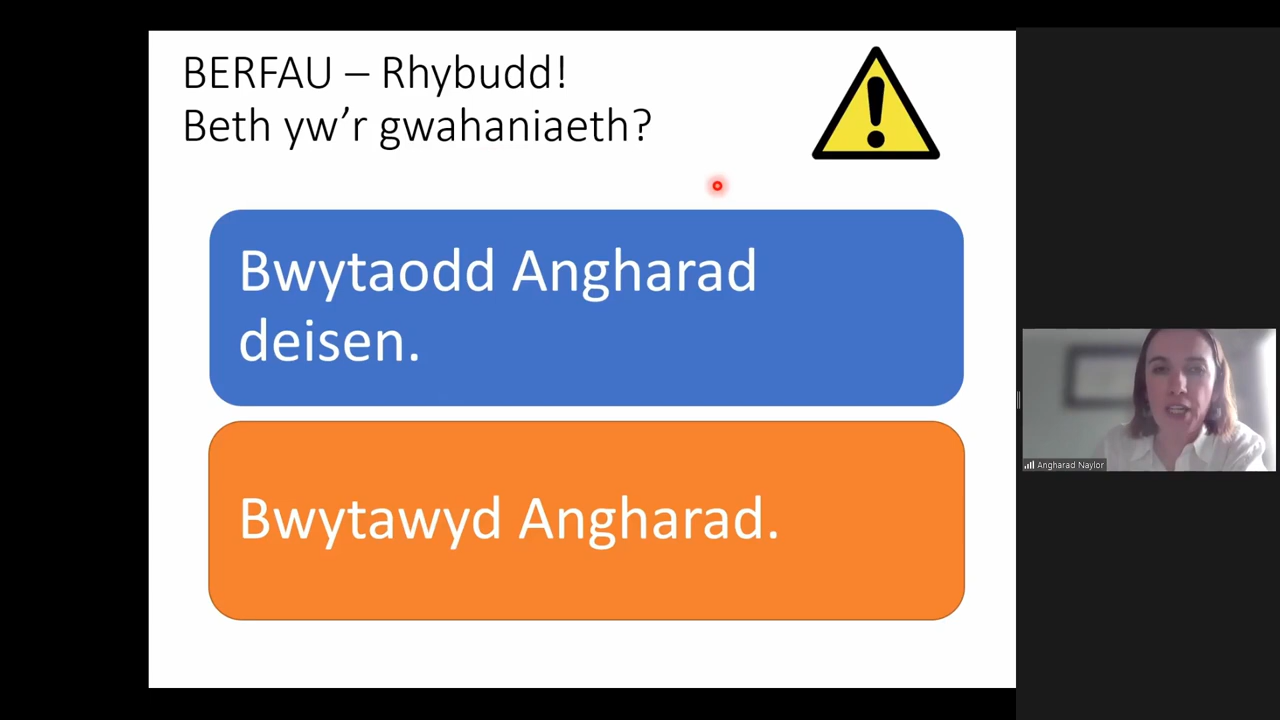 BERFAU – Rhybudd!
Beth yw’r gwahaniaeth?
Bwytaodd Angharad
deisen.
Bwytawyd Angharad.
Angharad Naylor